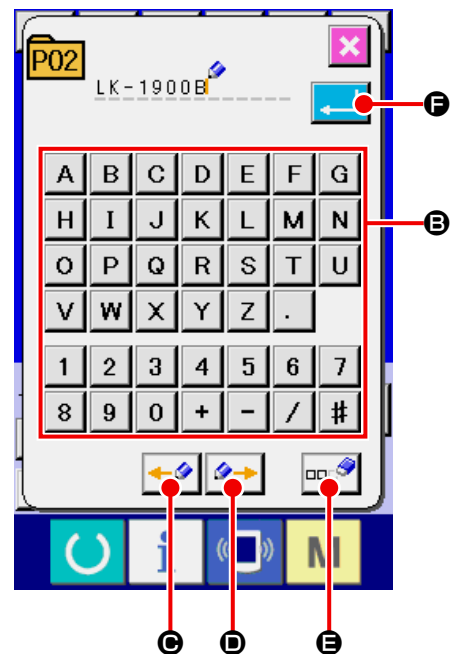 P02
LK-1900B
F
A B C D E F G
B
H I J K L M N
O P Q R S T U
V W X Y Z .
1 2 3 4 5 6 7
8 9 0 + - / #
i M
C D E